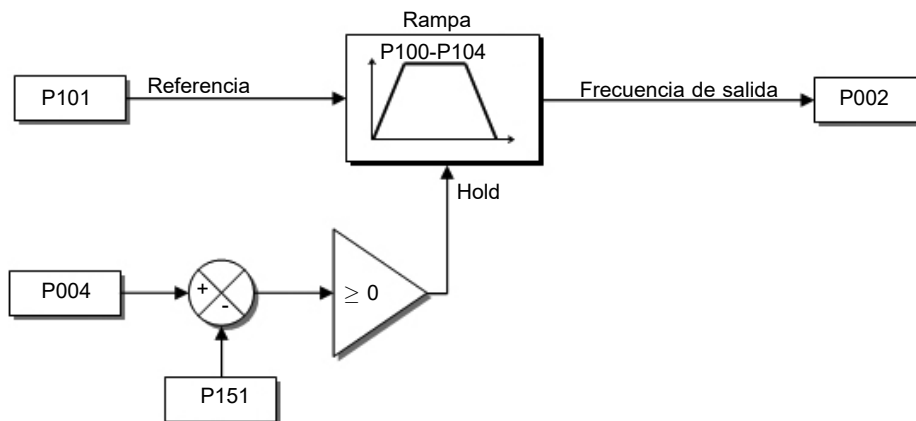 Rampa
P100-P104
P101
Referencia
Frecuencia de salida
P002
Hold
P004
+
-
≥ 0
P151